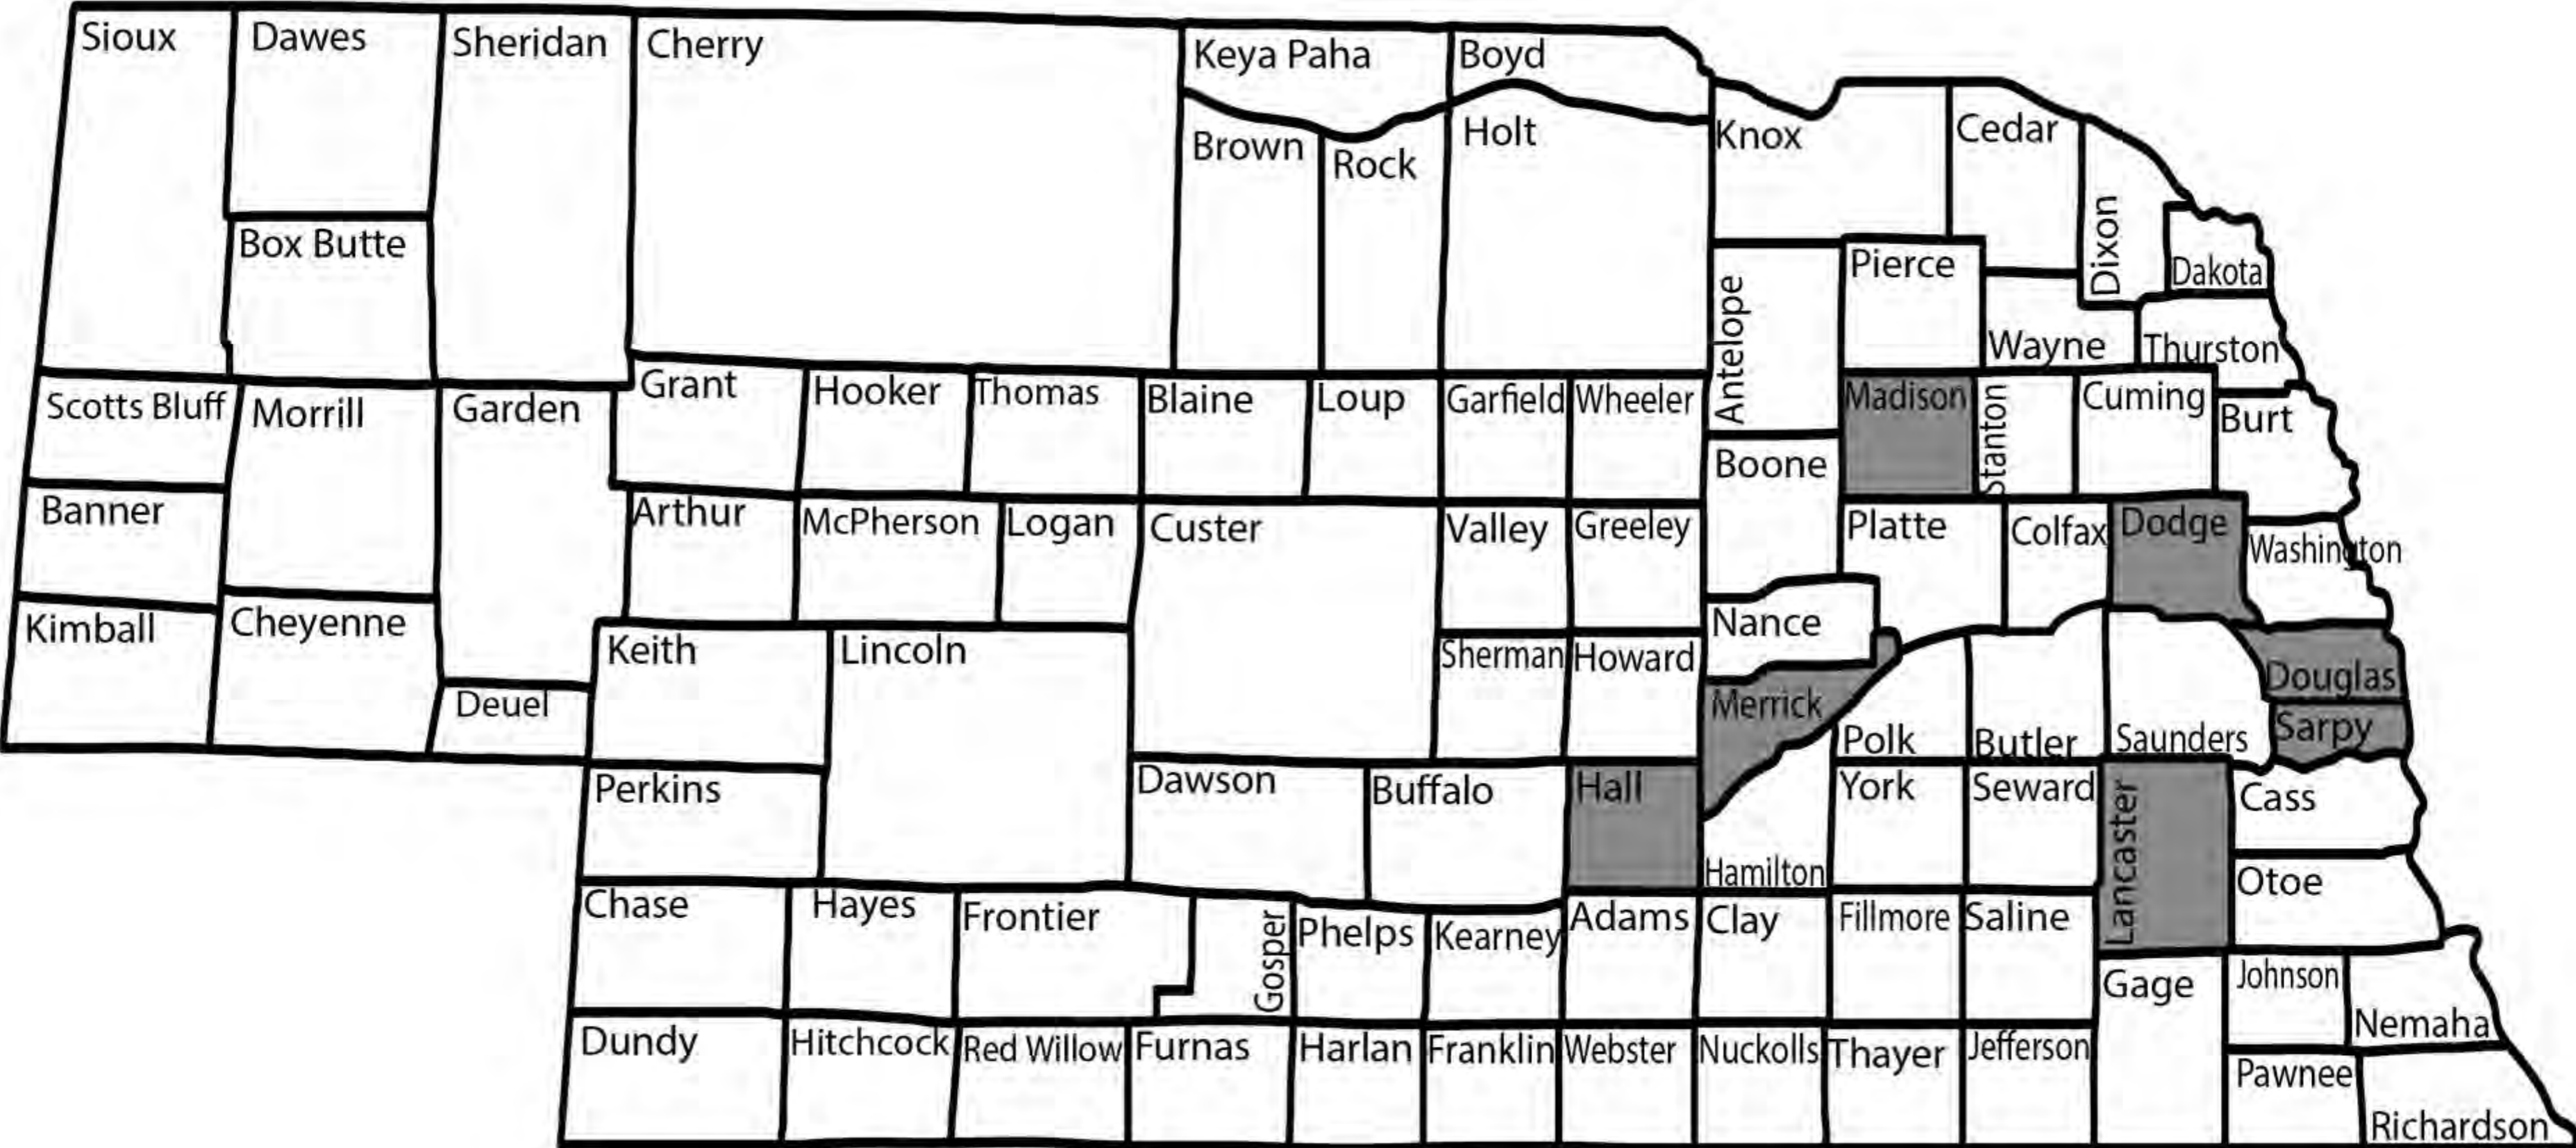 Sioux
Dawes
Sheridan
Cherry
Keya Paha
Boyd
Brown
Rock
Holt
Knox
Cedar
Dixon
Dakota
Box Butte
Antelope
Pierce
Wayne
Thurston
Scotts Bluff
Morrill
Garden
Grant
Hooker
Thomas
Blaine
Loup
Garfield
Wheeler
Boone
Madison
Stanton
Cuming
Burt
Banner
Arthur
McPherson
Logan
Custer
Valley
Greeley
Platte
Colfax
Dodge
Washington
Kimball
Cheyenne
Deuel
Keith
Lincoln
Sherman
Howard
Nance
Merrick
Polk
Butler
Saunders
Douglas
Sarpy
Perkins
Dawson
Buffalo
Hall
Hamilton
York
Seward
Lancaster
Cass
Otoe
Chase
Hayes
Frontier
Gosper
Phelps
Kearney
Adams
Clay
Fillmore
Saline
Gage
Johnson
Nemaha
Dundy
Hitchcock
Red Willow
Furnas
Harlan
Franklin
Webster
Nuckolls
Thayer
Jefferson
Pawnee
Richardson